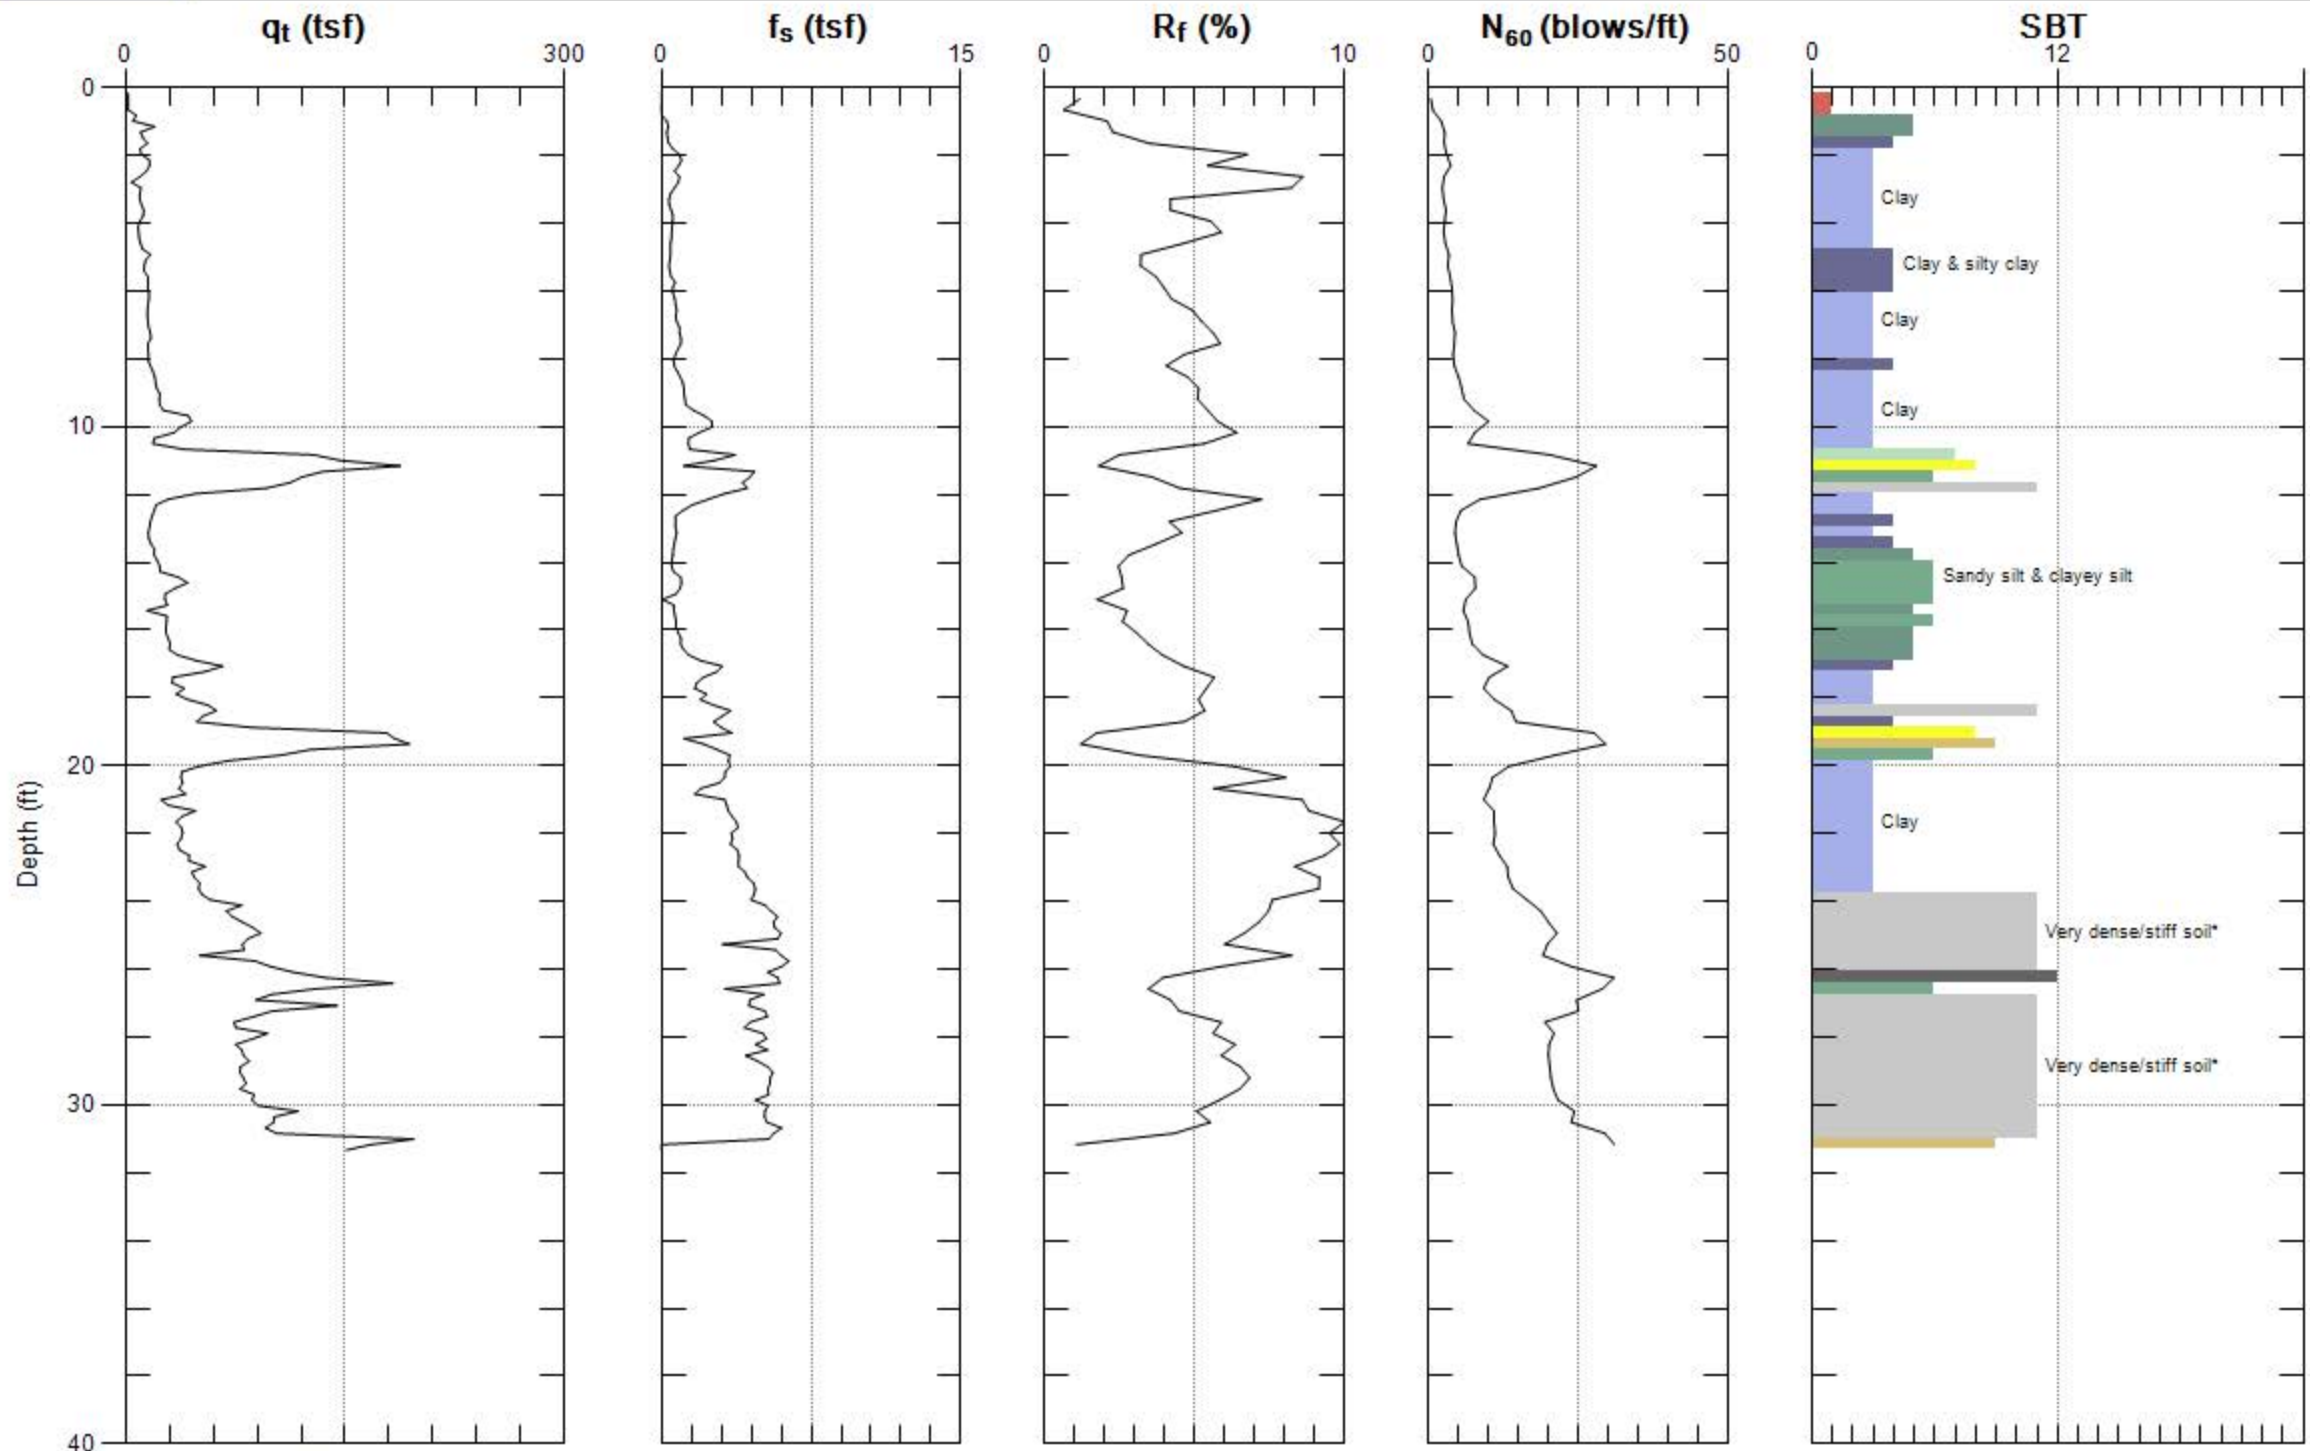 qt (tsf) fs (tsf) Rf (%) N60 (blows/ft) SBT
0 300 0 15 0 10 0 50 0 12
0
Clay
Clay & silty clay
Clay
Clay
10
Sandy silt & clayey silt
20
Depth (ft)
Clay
Very dense/stiff soil*
Very dense/stiff soil*
30
40